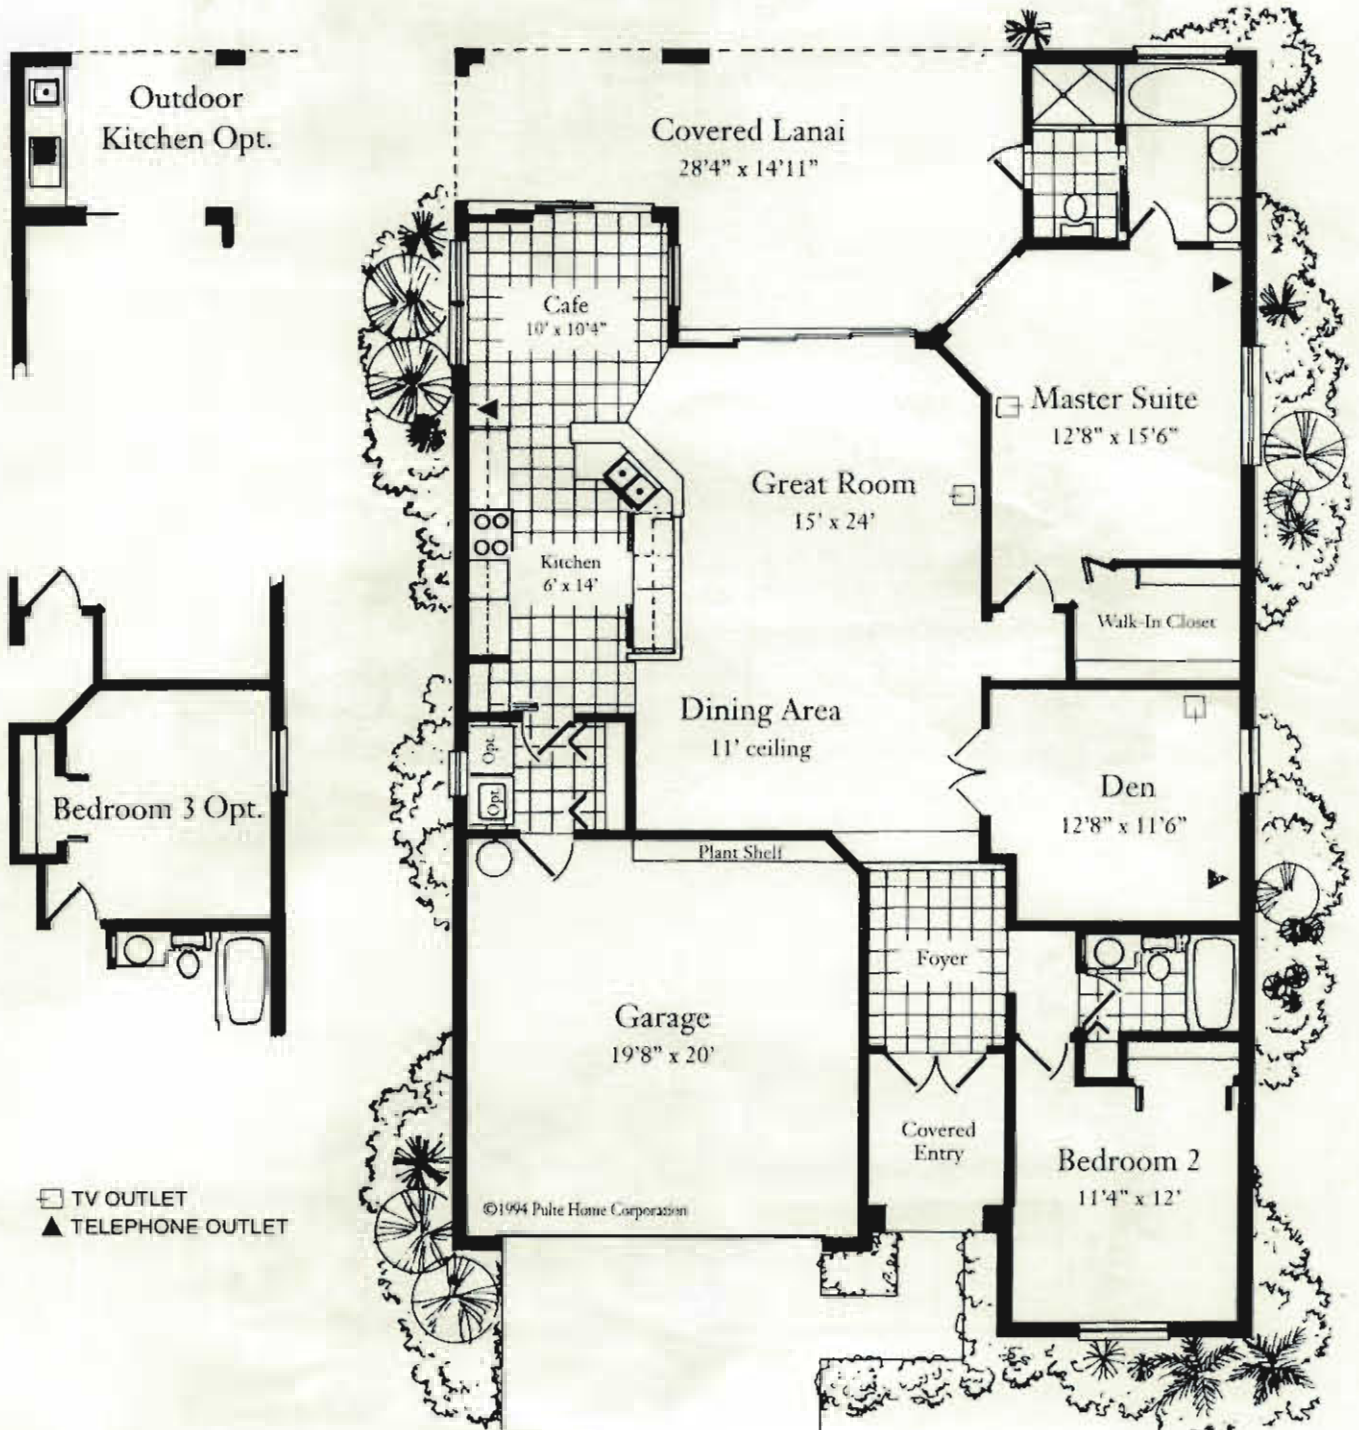 Outdoor
Kitchen Opt.
Covered Lanai
28'4" x 14'11"
Cafe
10' x 10'4"
Master Suite
12'8" x 15'6"
Great Room
15' x 24'
Kitchen
6' x 14'
Walk-In Closet
Dining Area
11' ceiling
Opt.
Opt.
Den
12'8" x 11'6"
Bedroom 3 Opt.
Plant Shelf
Foyer
Garage
19'8" x 20'
Covered
Entry
Bedroom 2
11'4" x 12'
TV OUTLET
TELEPHONE OUTLET
©1994 Pulte Home Corporation